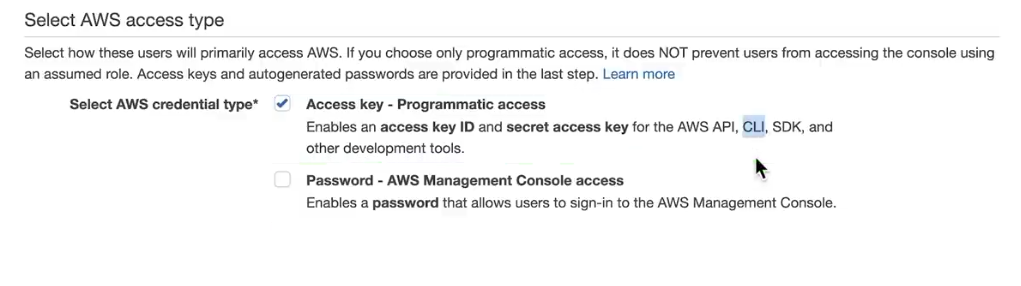 Select AWS access type
Select how these users will primarily access AWS. If you choose only programmatic access, it does NOT prevent users from accessing the console using
an assumed role. Access keys and autogenerated passwords are provided in the last step. Learn more
Select AWS credential type* Access key - Programmatic access
Enables an access key ID and secret access key for the AWS API, CLI, SDK, and
other development tools.
Password - AWS Management Console access
Enables a password that allows users to sign-in to the AWS Management Console.